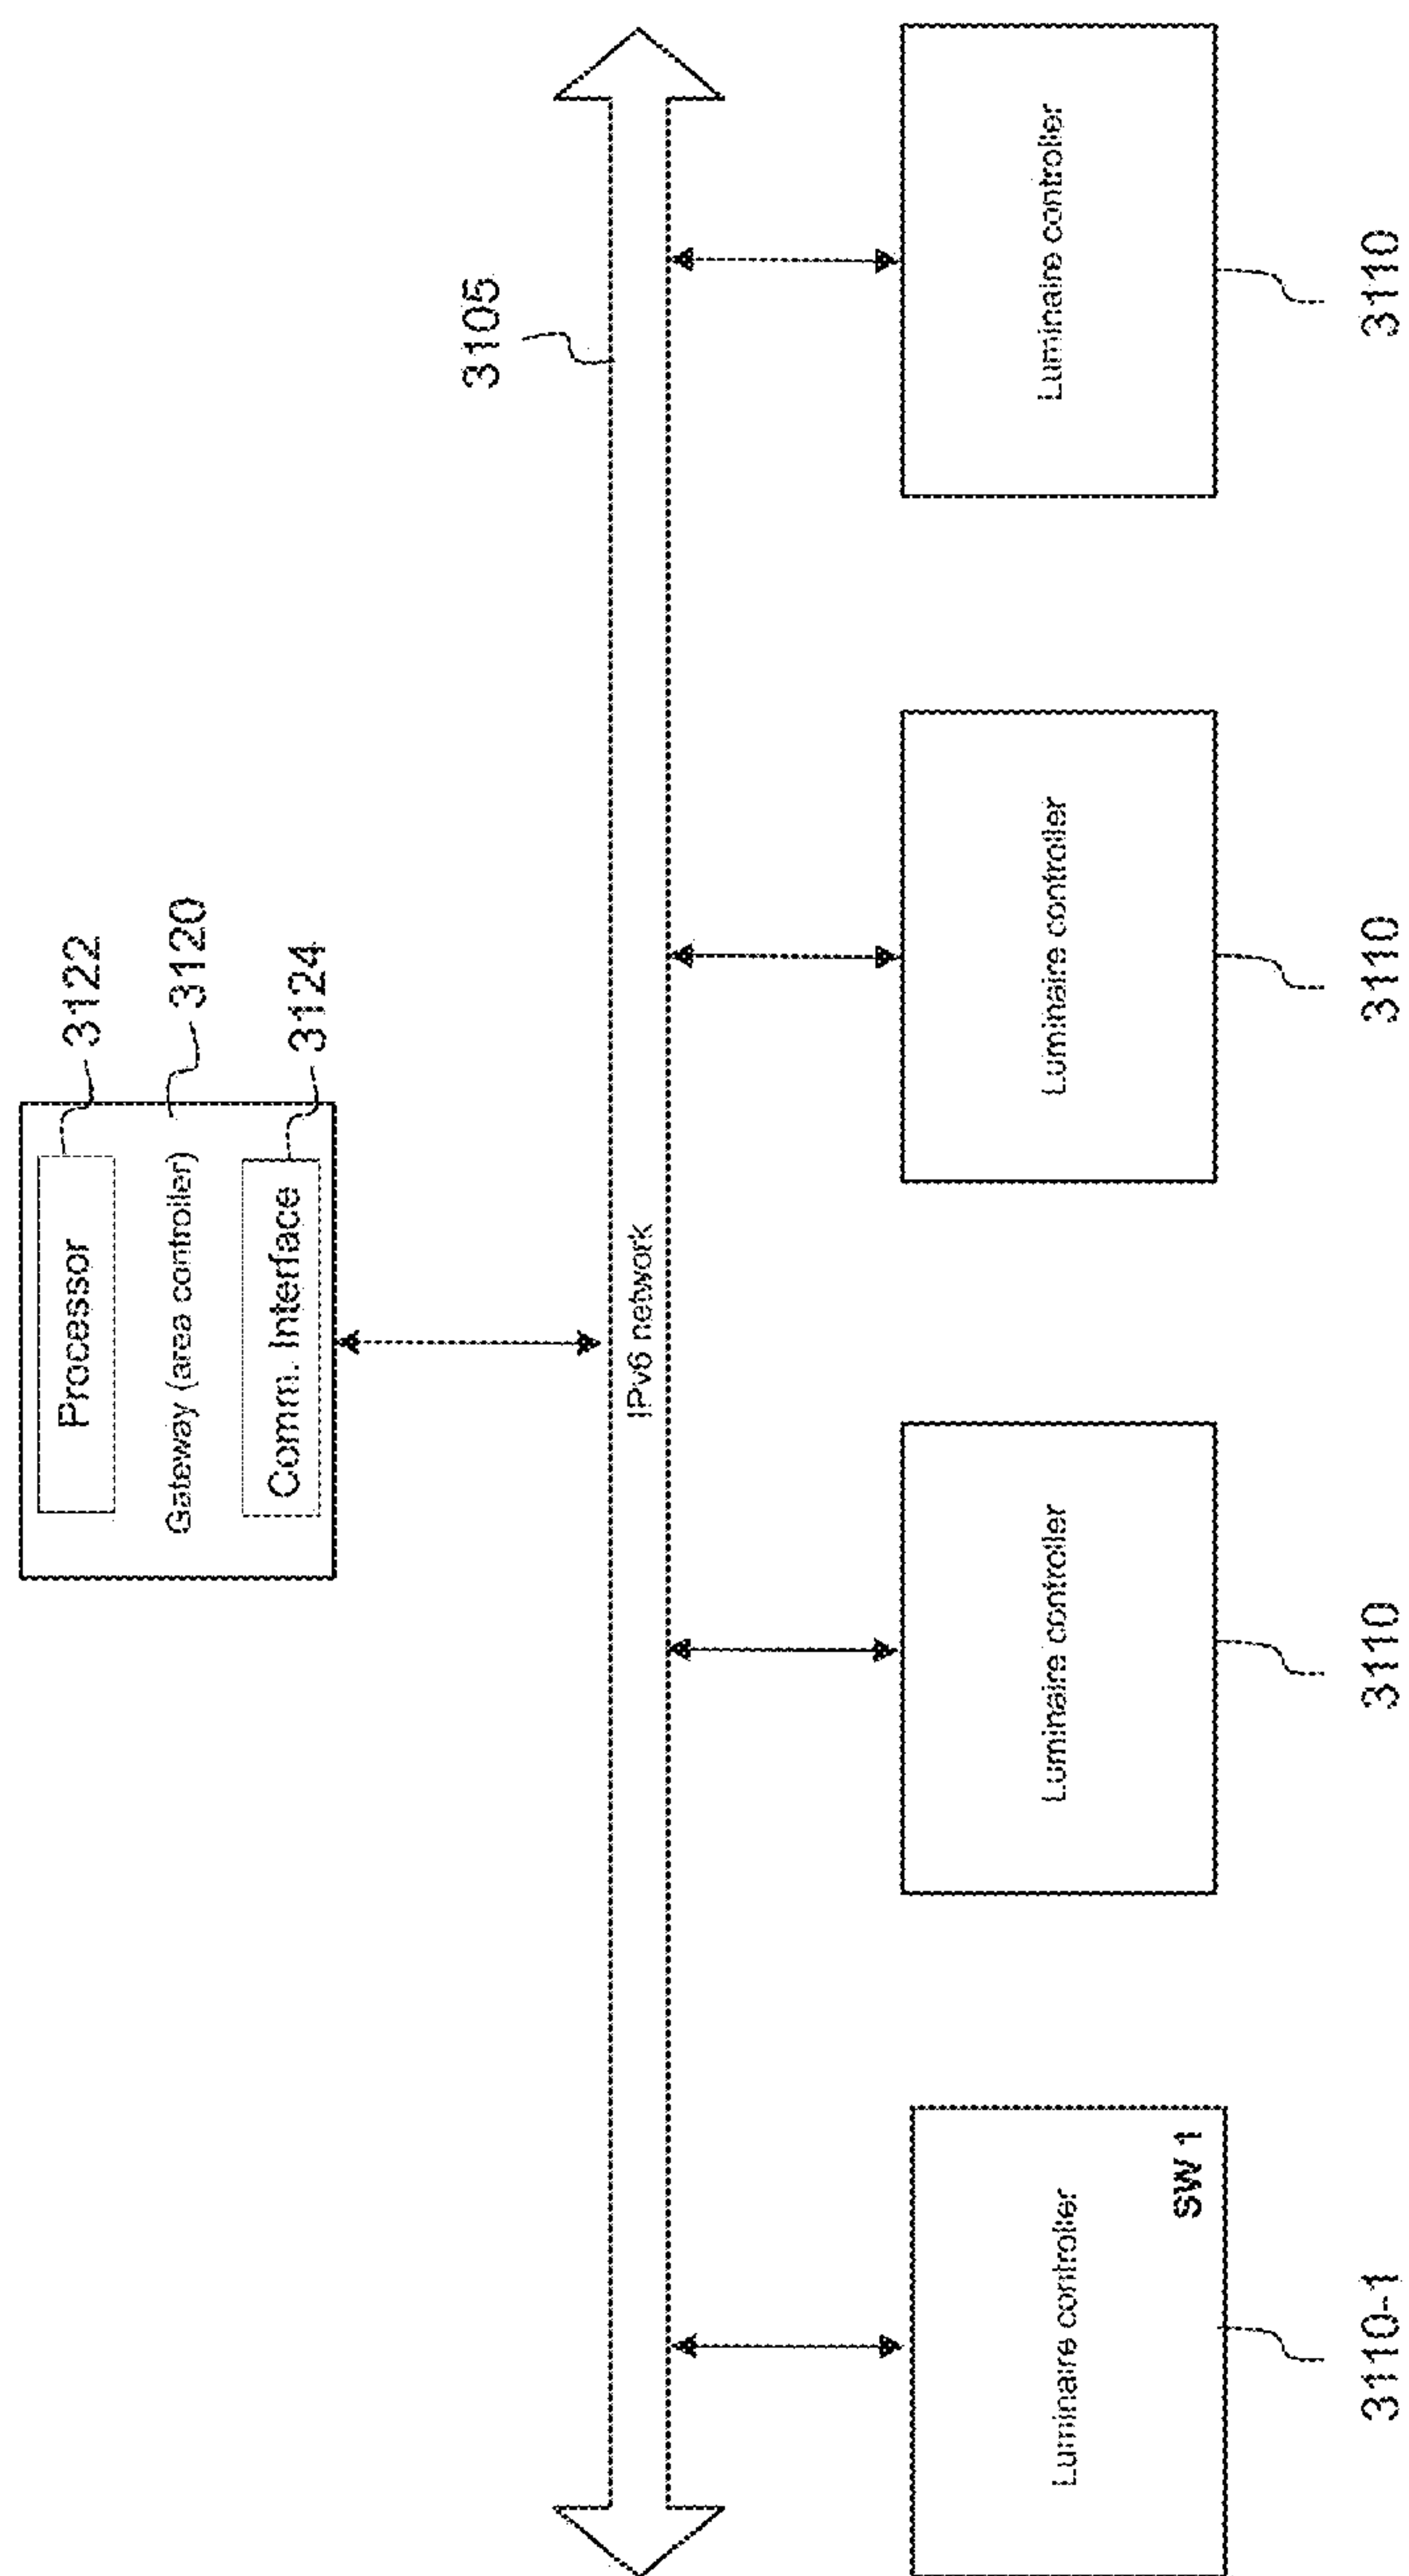 Processor
3122
Gateway (area controller)
3120
Comm. Interface
3124
3105
IPv6 network
Luminaire controller
SW 1
Luminaire controller
Luminaire controller
Luminaire controller
3110-1
3110
3110
3110